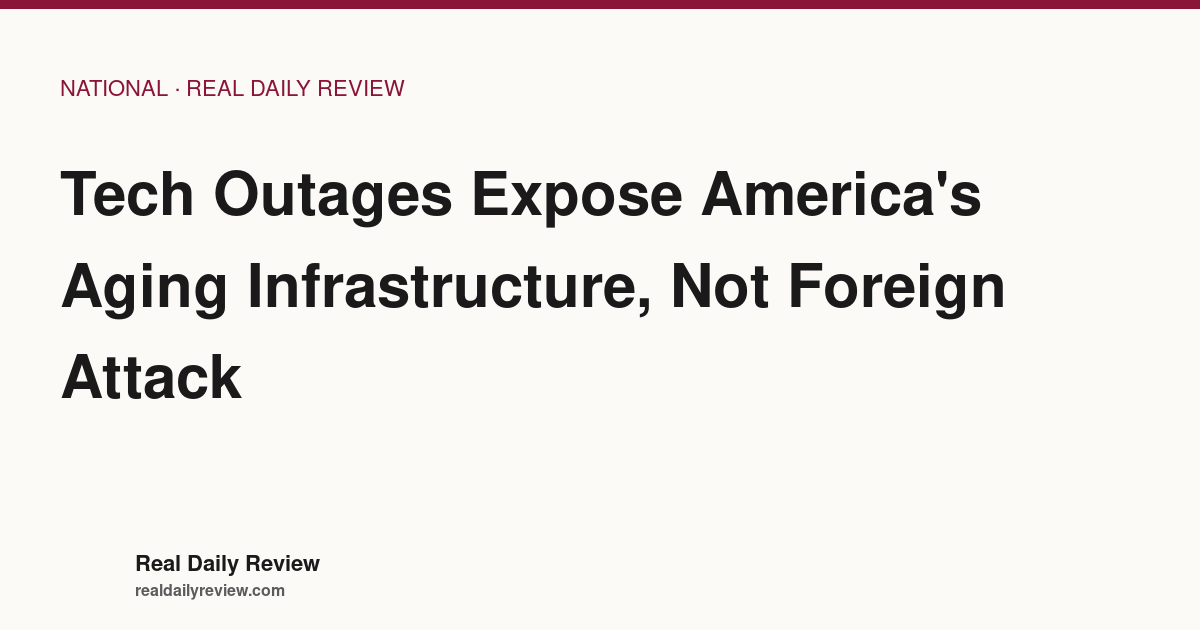 NATIONAL · REAL DAILY REVIEW
Tech Outages Expose America's
Aging Infrastructure, Not Foreign
Attack
Real Daily Review
realdailyreview.com